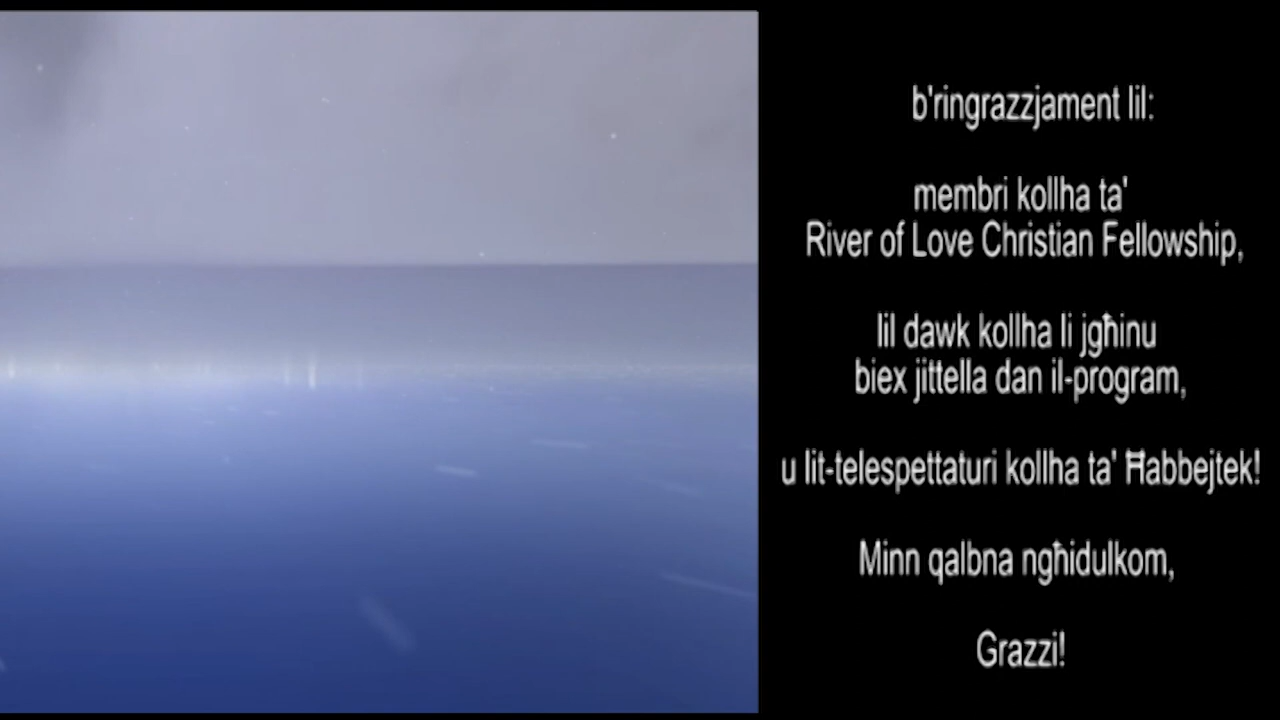 b'ringrazzjament lil:
membri kollha ta'
River of Love Christian Fellowship,
lil dawk kollha li jgħinu
biex jittella dan il-program,
u lit-telespettaturi kollha ta' Ħabbejtek!
Minn qalbna ngħidulkom,
Grazzi!